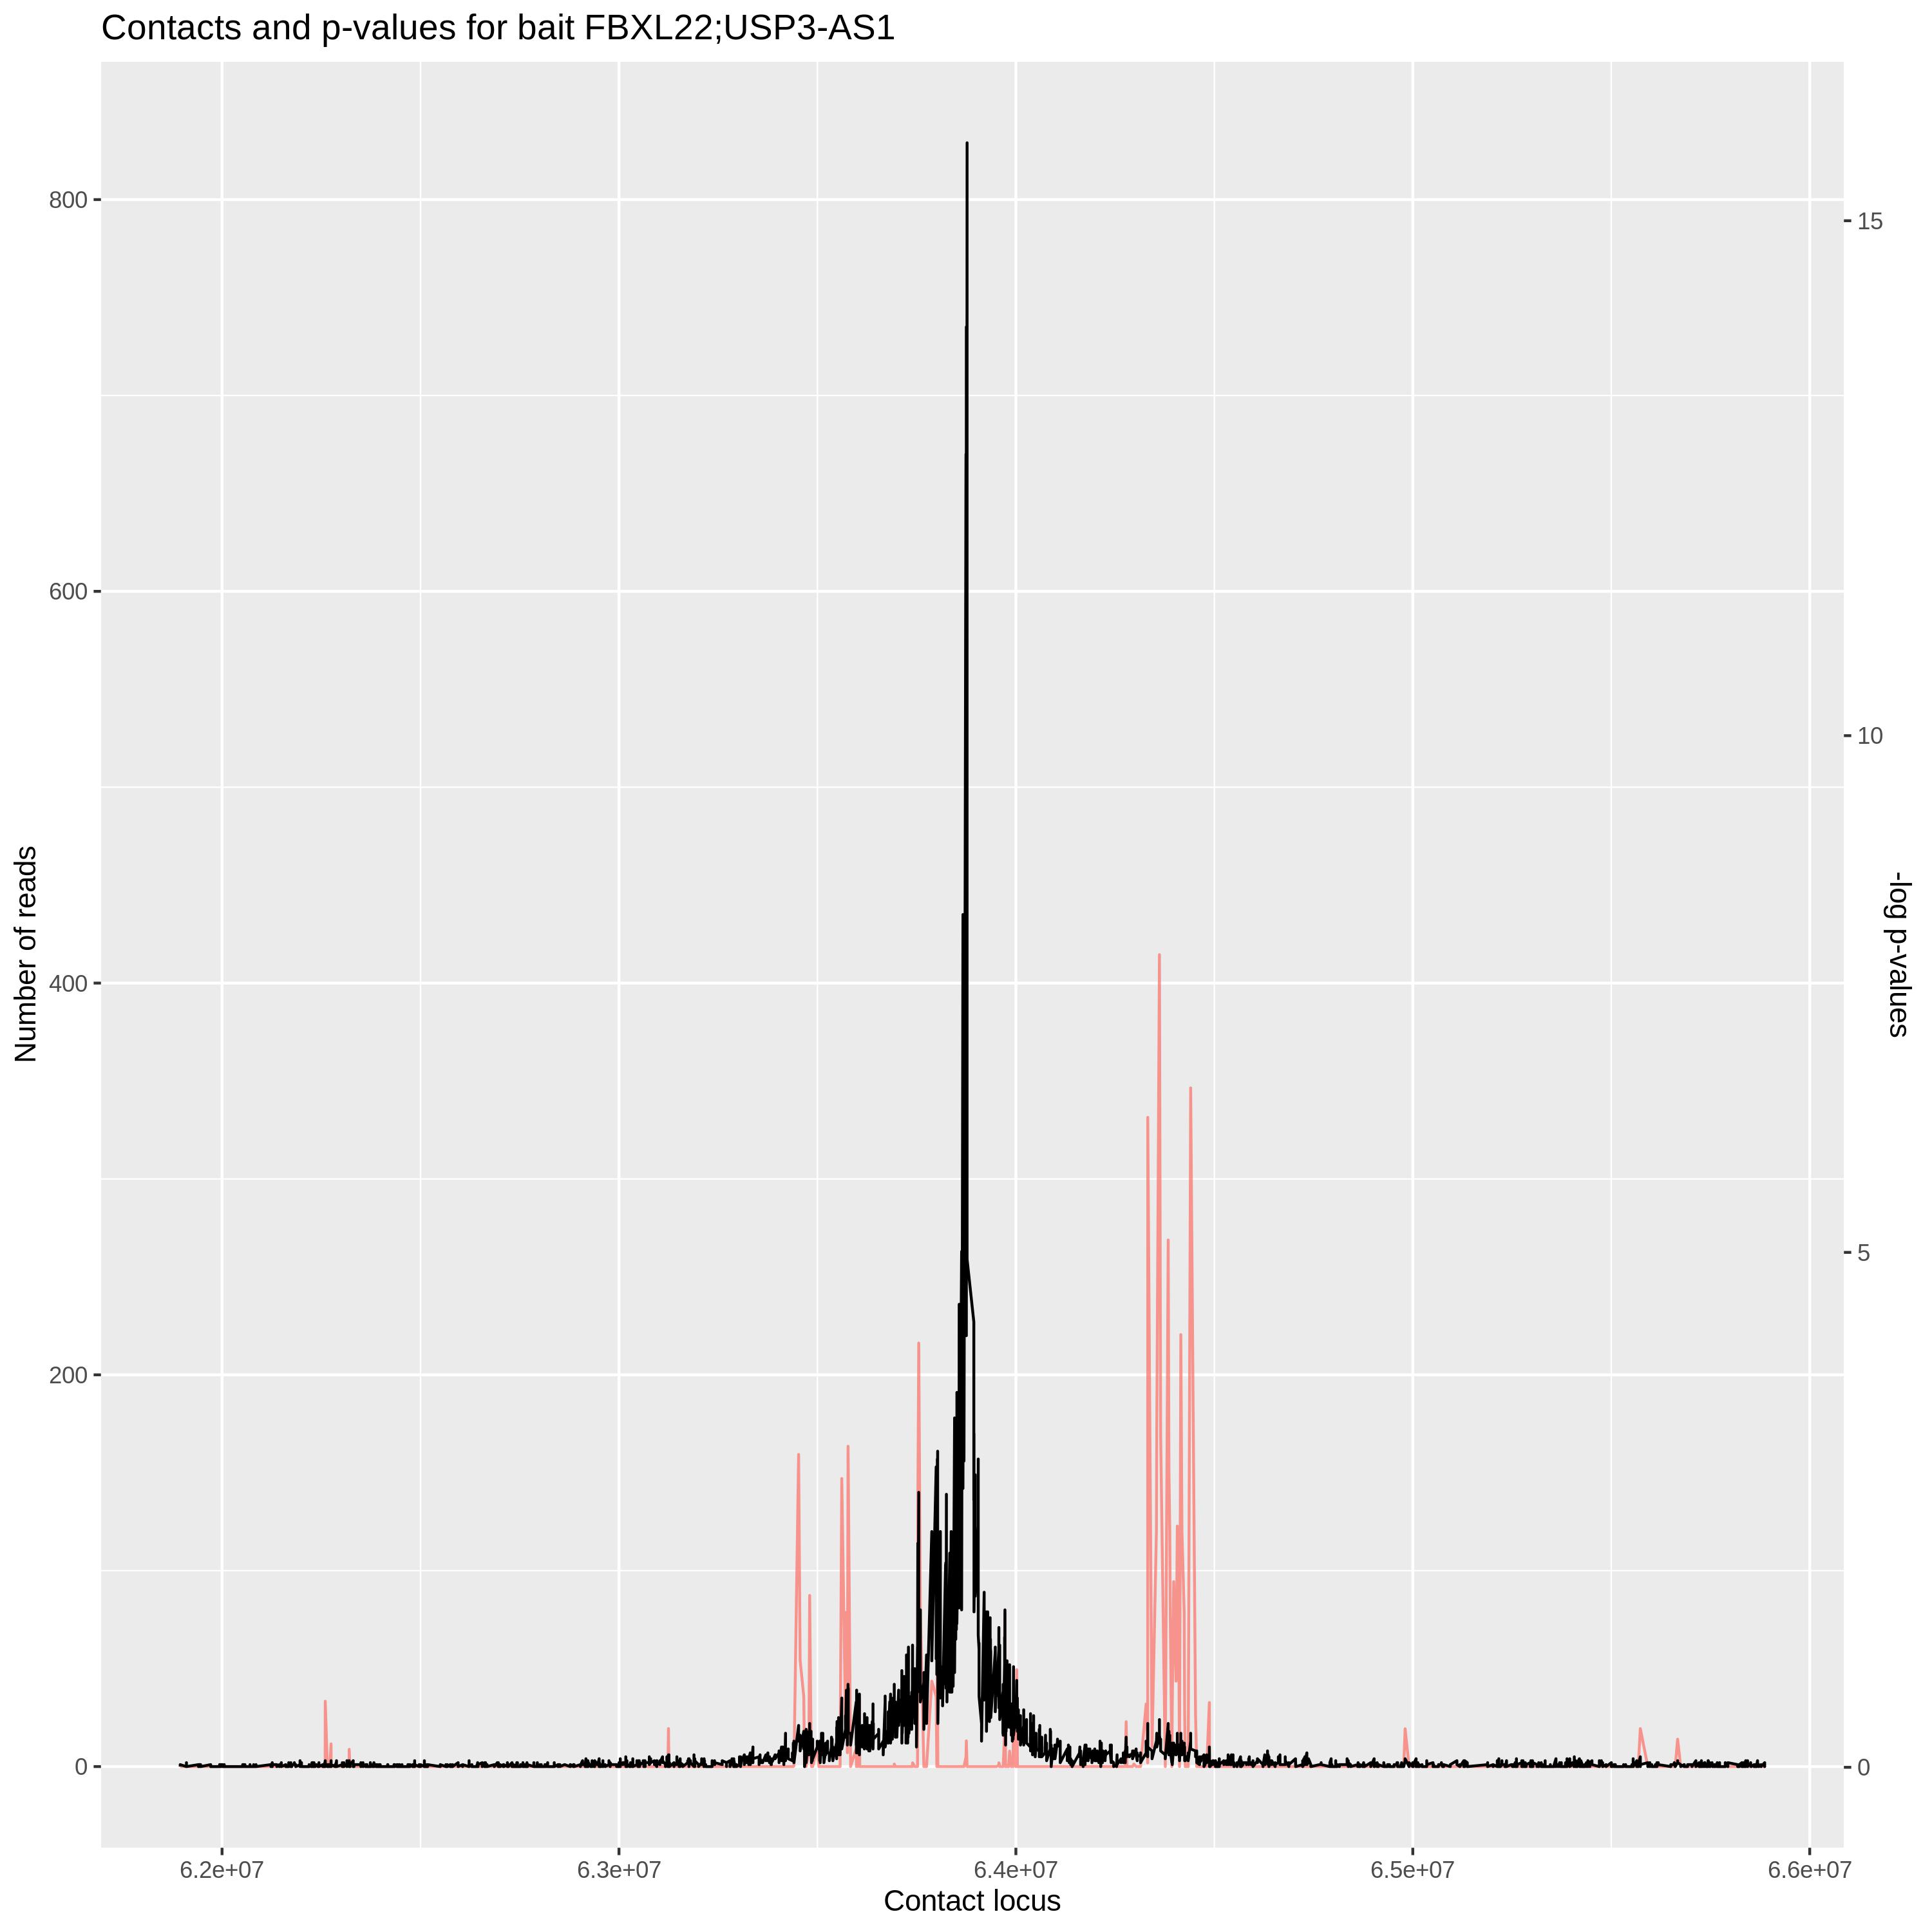 Contacts and p-values for bait FBXL22;USP3-AS1
800
600
400
200
0
Number of reads
15
10
5
0
-log p-values
6.2e+07
6.3e+07
6.4e+07
6.5e+07
6.6e+07
Contact locus